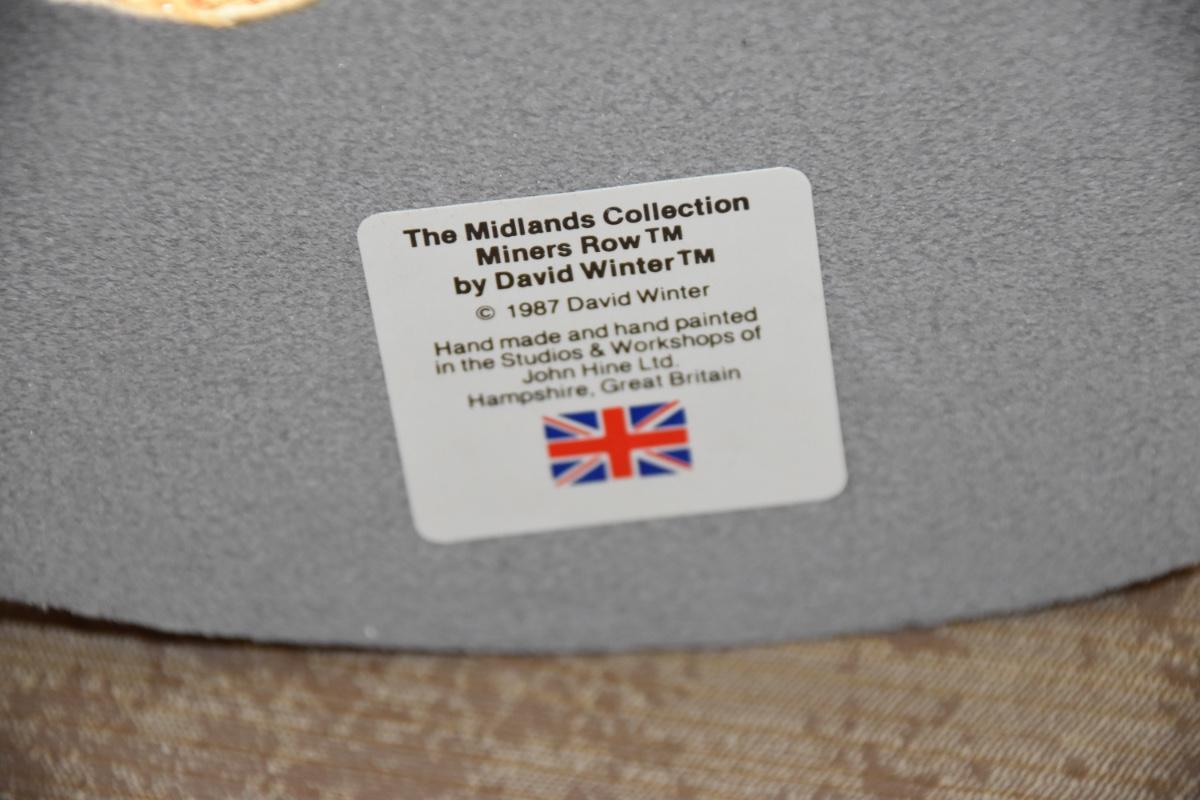 The Midlands Collection
Miners Row™
by David Winter™
© 1987 David Winter
Hand made and hand painted
in the Studios & Workshops of
John Hine Ltd.
Hampshire, Great Britain